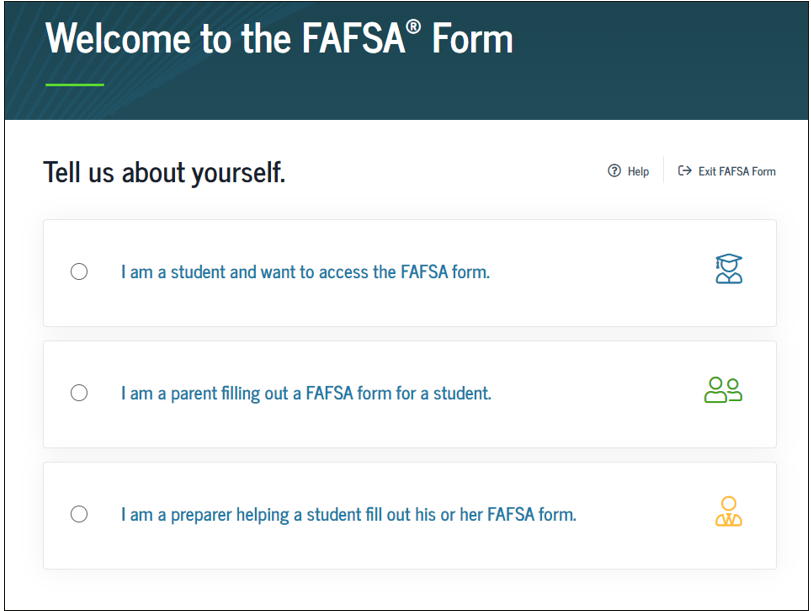 Welcome to the FAFSA® Form
Tell us about yourself.
Help
Exit FAFSA Form
I am a student and want to access the FAFSA form.
I am a parent filling out a FAFSA form for a student.
I am a preparer helping a student fill out his or her FAFSA form.